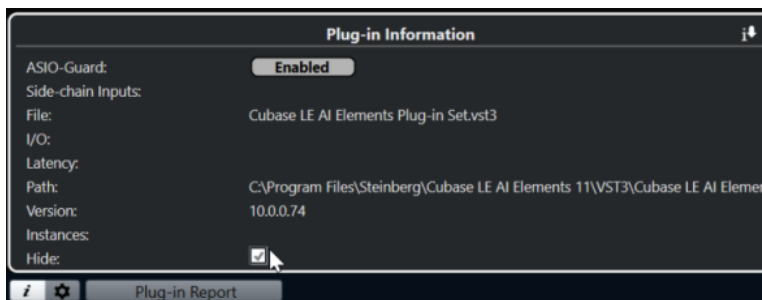 Plug-in Information
ASIO-Guard: Enabled
Side-chain Inputs:
File: Cubase LE AI Elements Plug-in Set.vst3
I/O:
Latency:
Path: C:\Program Files\Steinberg\Cubase LE AI Elements 11\VST3\Cubase LE AI Elemer
Version: 10.0.0.74
Instances:
Hide:
i Plug-in Report